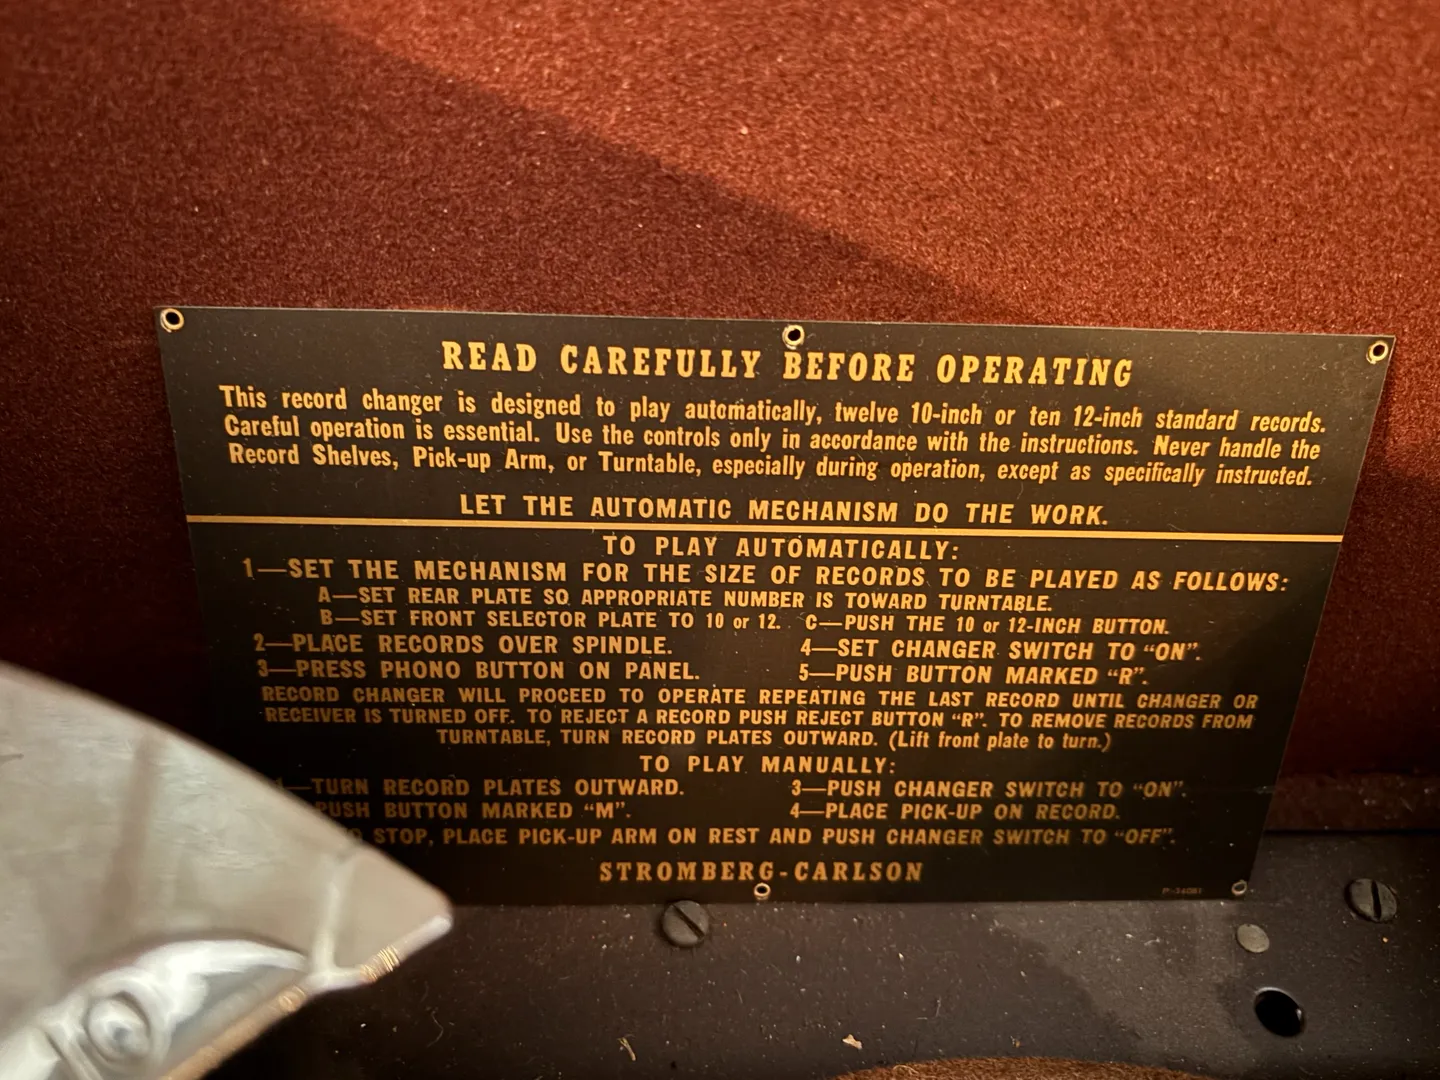 READ CAREFULLY BEFORE OPERATING
This record changer is designed to play automatically, twelve 10-inch or ten 12-inch standard records.
Careful operation is essential. Use the controls only in accordance with the instructions. Never handle the
Record Shelves, Pick-up Arm, or Turntable, especially during operation, except as specifically instructed.
LET THE AUTOMATIC MECHANISM DO THE WORK.
TO PLAY AUTOMATICALLY:
1—SET THE MECHANISM FOR THE SIZE OF RECORDS TO BE PLAYED AS FOLLOWS:
A—SET REAR PLATE SO APPROPRIATE NUMBER IS TOWARD TURNTABLE.
B—SET FRONT SELECTOR PLATE TO 10 or 12. C—PUSH THE 10 or 12-INCH BUTTON.
2—PLACE RECORDS OVER SPINDLE. 4—SET CHANGER SWITCH TO “ON”.
3—PRESS PHONO BUTTON ON PANEL. 5—PUSH BUTTON MARKED “R”.
RECORD CHANGER WILL PROCEED TO OPERATE REPEATING THE LAST RECORD UNTIL CHANGER OR
RECEIVER IS TURNED OFF. TO REJECT A RECORD PUSH REJECT BUTTON “R”. TO REMOVE RECORDS FROM
TURNTABLE, TURN RECORD PLATES OUTWARD. (Lift front plate to turn.)
TO PLAY MANUALLY:
—TURN RECORD PLATES OUTWARD. 3—PUSH CHANGER SWITCH TO “ON”.
PUSH BUTTON MARKED “M”. 4—PLACE PICK-UP ON RECORD.
STOP, PLACE PICK-UP ARM ON REST AND PUSH CHANGER SWITCH TO “OFF”.
STROMBERG-CARLSON